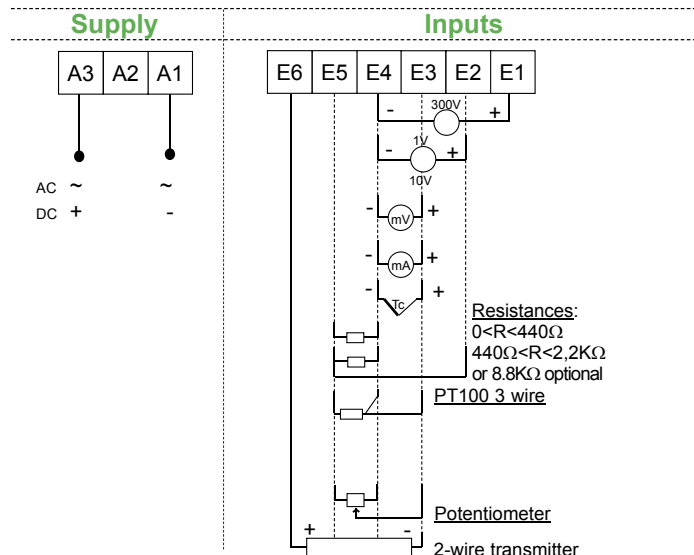 Supply Inputs
A3 A2 A1 E6 E5 E4 E3 E2 E1
- 300V +
- 1V +
10V
AC ~ ~
DC + -
- mV +
- mA +
- Tc +
Resistances:
0<R<440Ω
440Ω<R<2,2KΩ
or 8.8KΩ optional
PT100 3 wire
Potentiometer
+ -
2-wire transmitter